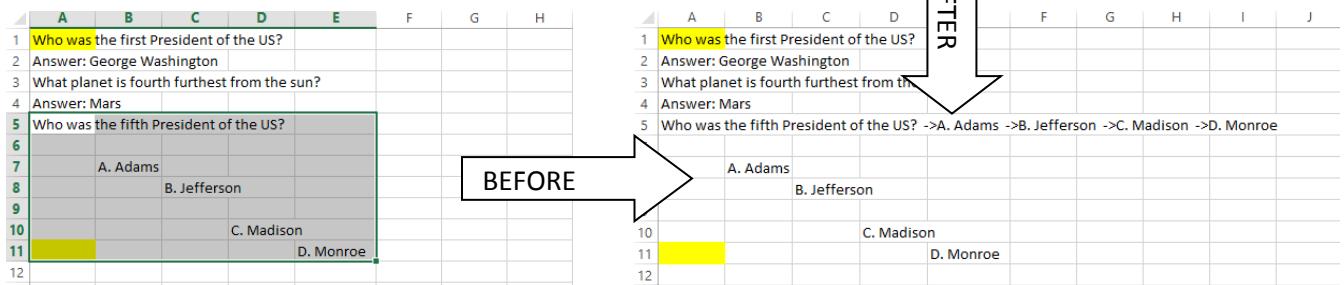 A B C D E F G H
1 Who was the first President of the US?
2 Answer: George Washington
3 What planet is fourth furthest from the sun?
4 Answer: Mars
5 Who was the fifth President of the US?
6
7 A. Adams
8 B. Jefferson
9
10 C. Madison
11 D. Monroe
12
BEFORE
A B C D F G H I J
1 Who was the first President of the US?
2 Answer: George Washington
3 What planet is fourth furthest from
4 Answer: Mars
5 Who was the fifth President of the US? ->A. Adams ->B. Jefferson ->C. Madison ->D. Monroe
A. Adams
B. Jefferson
10 C. Madison
11 D. Monroe
12